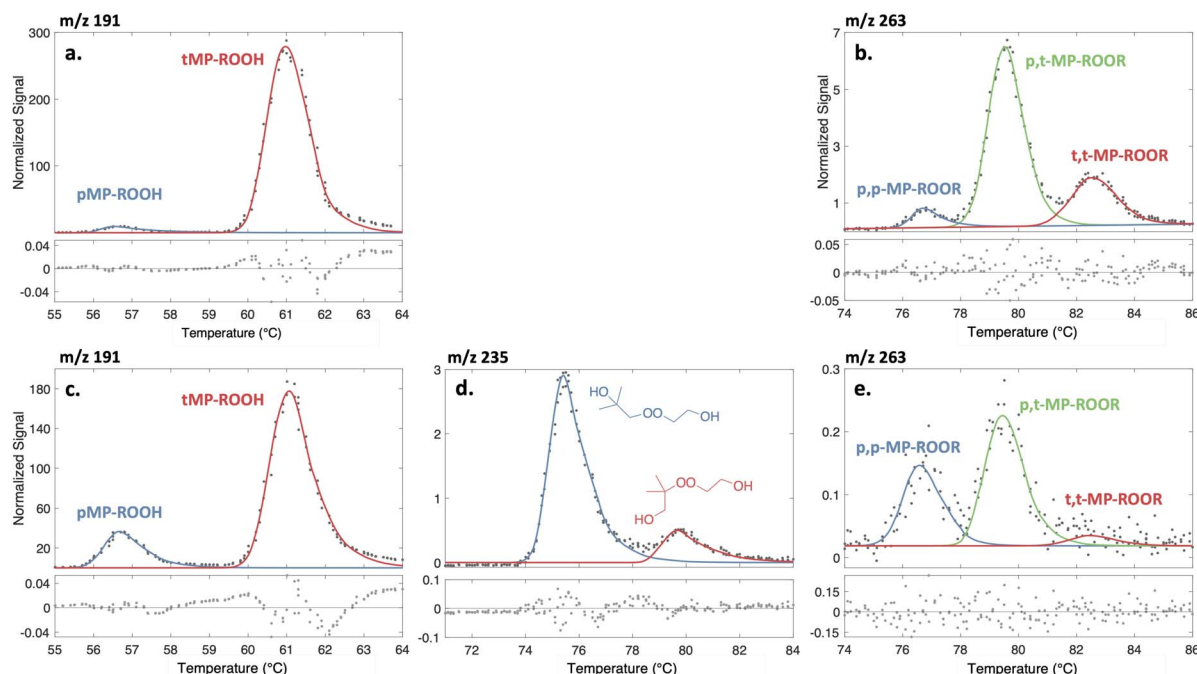 m/z 191
a.
Normalized Signal
300
200
100
tMP-ROOH
pMP-ROOH
0.04
0
-0.04
55 56 57 58 59 60 61 62 63 64
Temperature (°C)
m/z 263
b.
Normalized Signal
7
5
3
1
p,t-MP-ROOR
t,t-MP-ROOR
p,p-MP-ROOR
0.05
0
-0.05
74 76 78 80 82 84 86
Temperature (°C)
m/z 191
c.
Normalized Signal
180
140
100
60
20
tMP-ROOH
pMP-ROOH
0.04
0
-0.04
55 56 57 58 59 60 61 62 63 64
Temperature (°C)
m/z 235
d.
3
2
1
0
HO
OO
OH
OO
OH
HO
0.1
0
-0.1
72 74 76 78 80 82 84
Temperature (°C)
m/z 263
e.
0.3
0.2
0.1
0
p,t-MP-ROOR
p,p-MP-ROOR
t,t-MP-ROOR
0.15
0
-0.15
74 76 78 80 82 84 86
Temperature (°C)